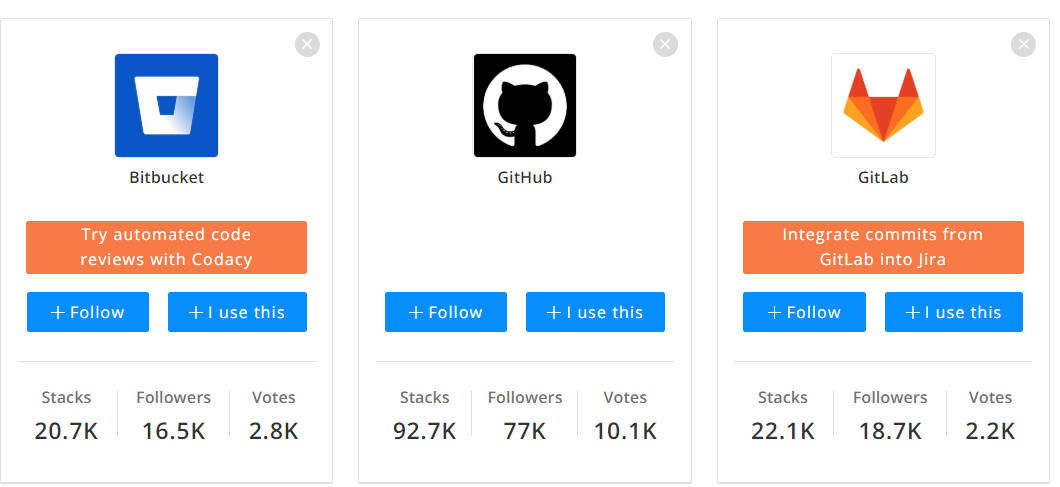 Bitbucket
Try automated code
reviews with Codacy
+ Follow
+ I use this
Stacks
Followers
Votes
20.7K
16.5K
2.8K
GitHub
+ Follow
+ I use this
Stacks
Followers
Votes
92.7K
77K
10.1K
GitLab
Integrate commits from
GitLab into Jira
+ Follow
+ I use this
Stacks
Followers
Votes
22.1K
18.7K
2.2K